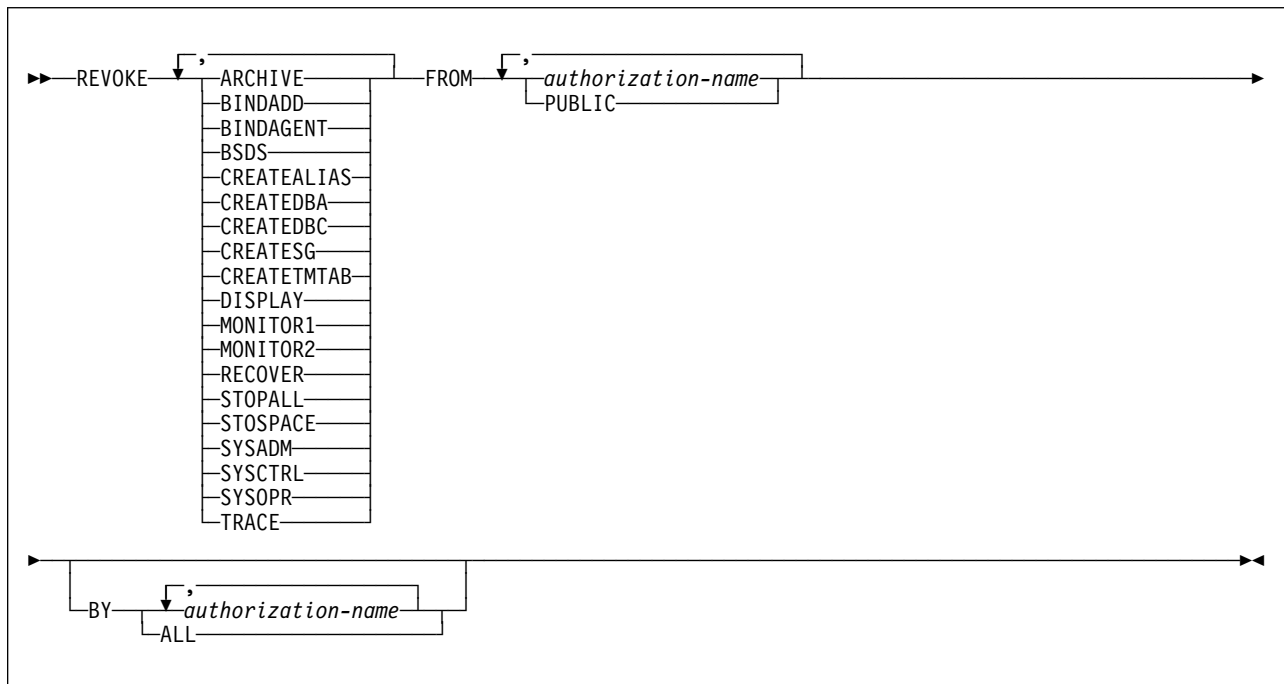 , ,
REVOKE ARCHIVE FROM authorization-name
BINDADD PUBLIC
BINDAGENT
BSDS
CREATEALIAS
CREATEDBA
CREATEDBC
CREATESG
CREATETMTAB
DISPLAY
MONITOR1
MONITOR2
RECOVER
STOPALL
STOSPACE
SYSADM
SYSCTRL
SYSOPR
TRACE
,
BY authorization-name
ALL